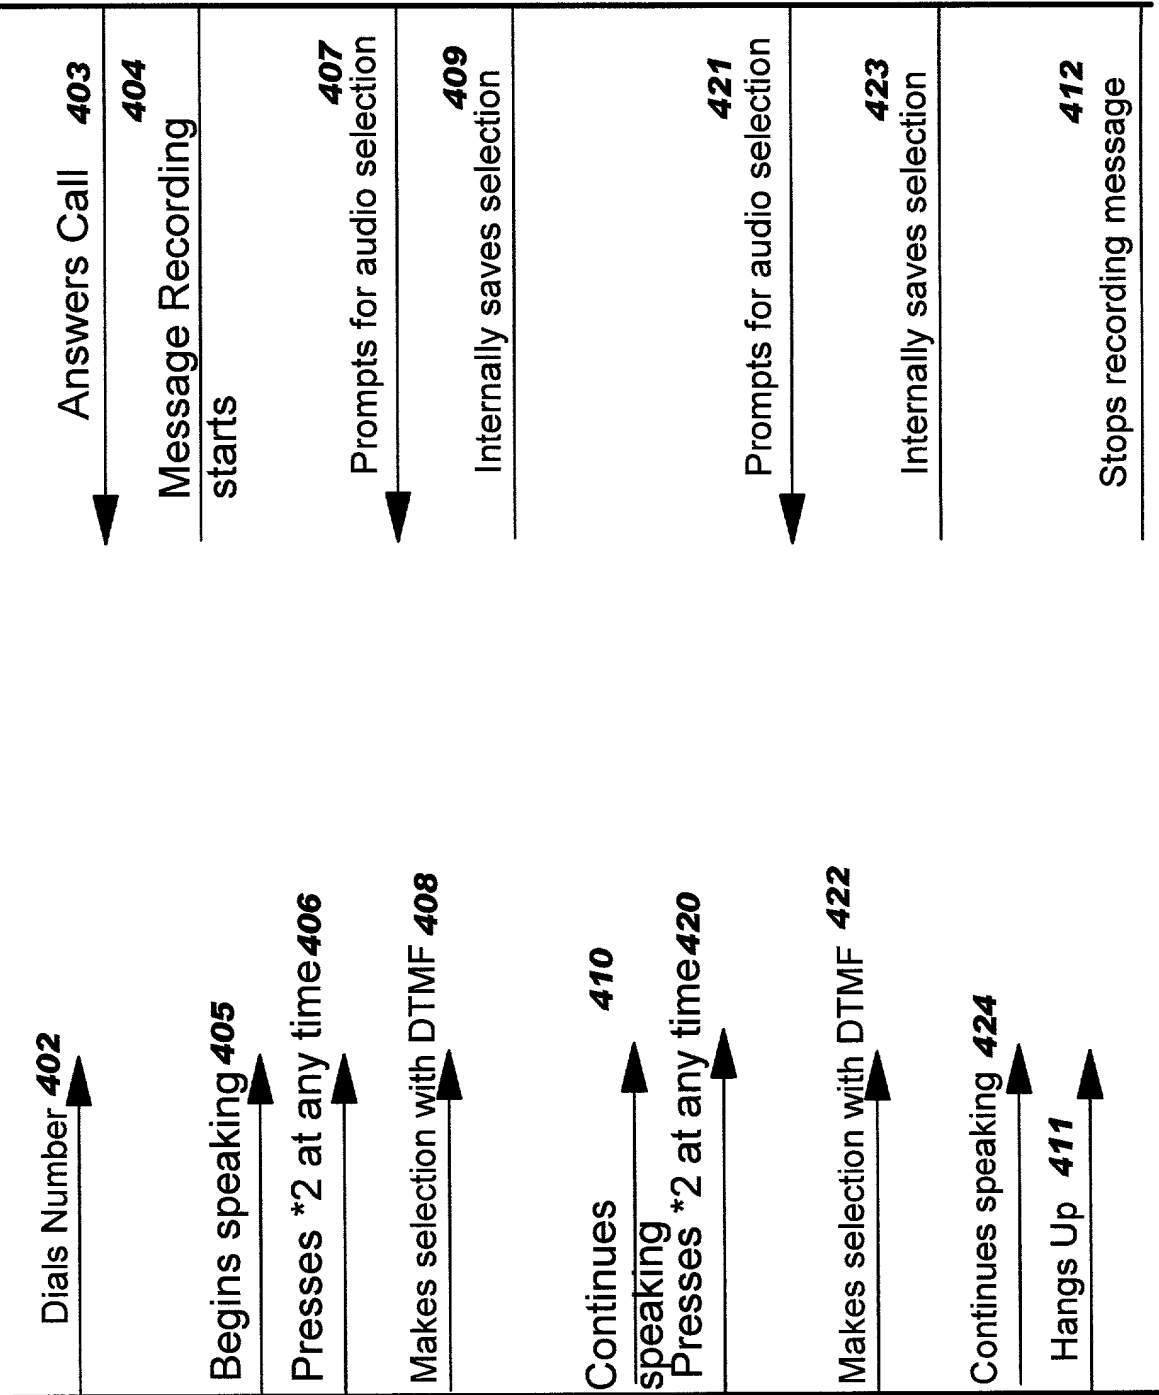 Dials Number 402
Answers Call 403
404
Message Recording
starts
Begins speaking 405
Presses *2 at any time 406
407
Prompts for audio selection
Makes selection with DTMF 408
409
Internally saves selection
410
Continues
speaking
Presses *2 at any time 420
421
Prompts for audio selection
Makes selection with DTMF 422
423
Internally saves selection
Continues speaking 424
Hangs Up 411
412
Stops recording message